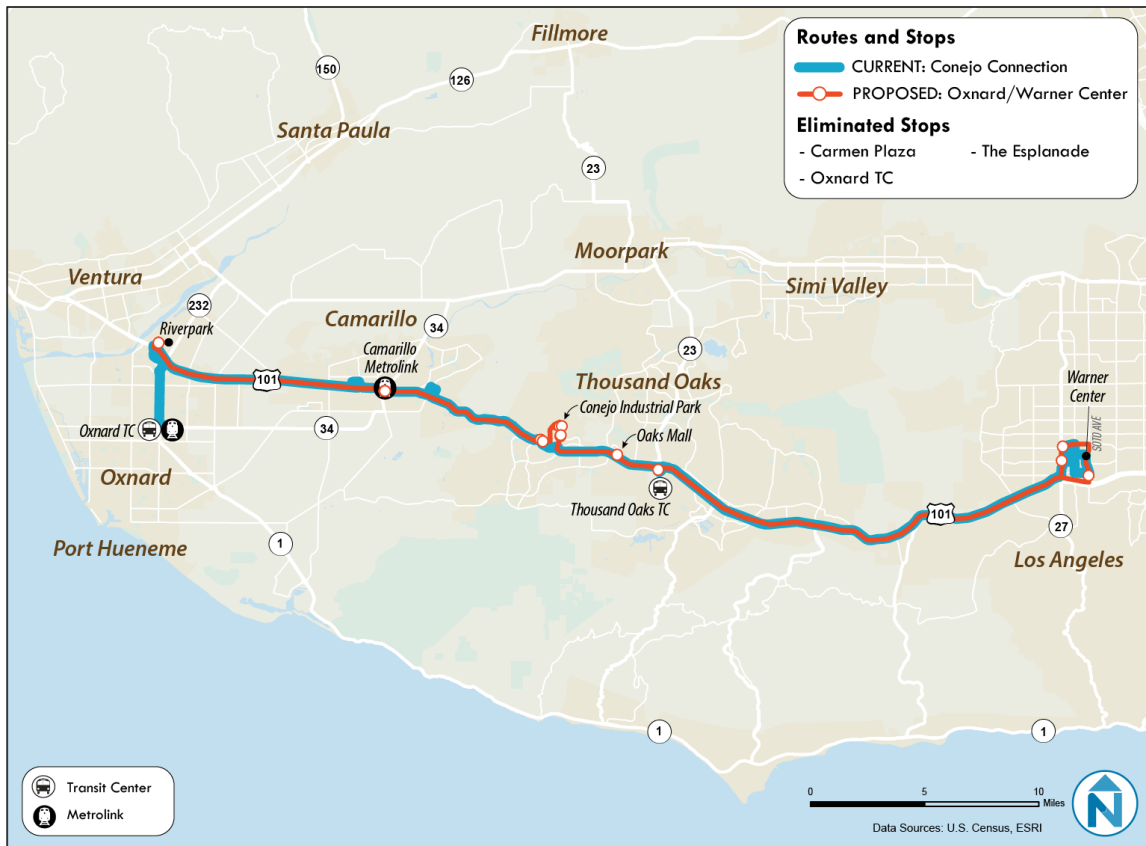 Routes and Stops
CURRENT: Conejo Connection
PROPOSED: Oxnard/Warner Center
Eliminated Stops
- Carmen Plaza
- The Esplanade
- Oxnard TC
Fillmore
150
126
Santa Paula
23
Moorpark
Simi Valley
Ventura
232
Riverpark
Camarillo
34
Camarillo
Metrolink
23
101
Thousand Oaks
Conejo Industrial Park
Oaks Mall
Warner
Center
SOTO AVE
Oxnard TC
34
Oxnard
Thousand Oaks TC
101
27
Port Hueneme
1
Los Angeles
1
1
Transit Center
Metrolink
0
5
10
Miles
Data Sources: U.S. Census, ESRI
N